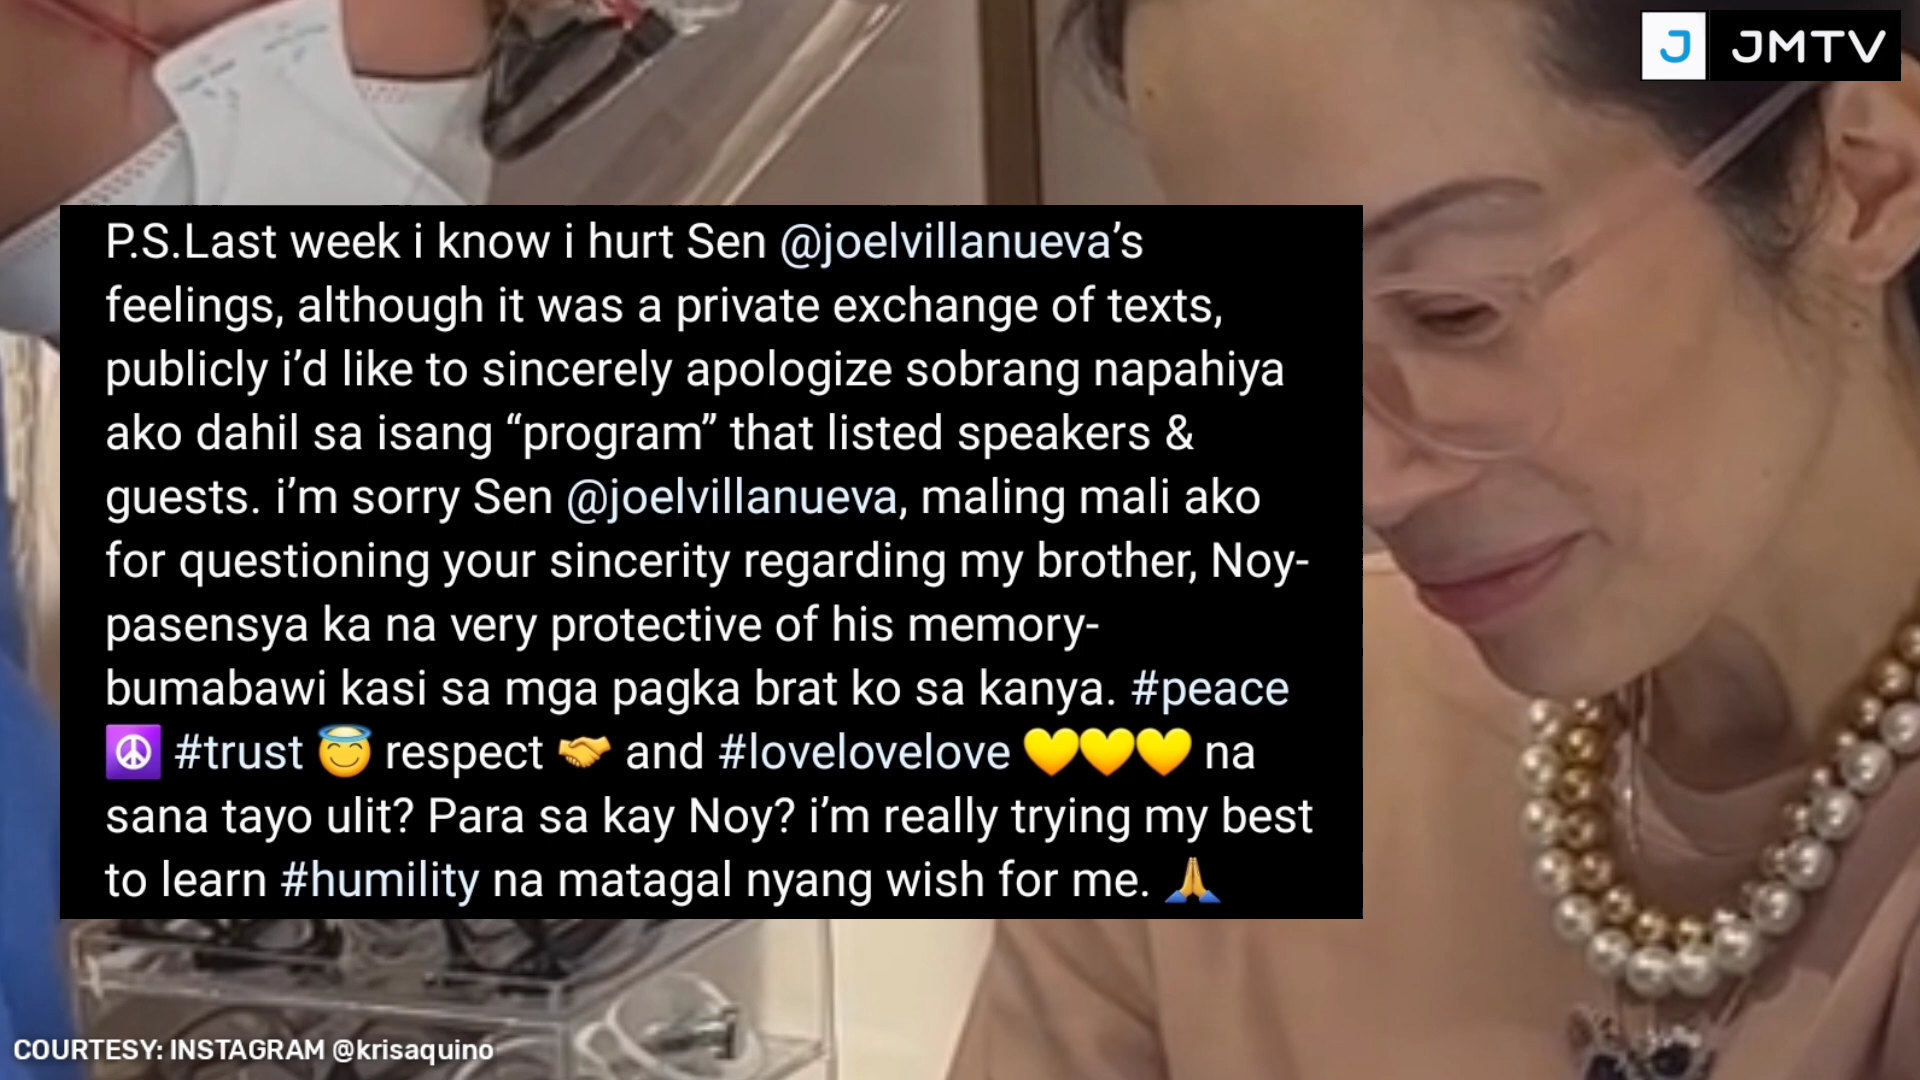 J JMTV
P.S.Last week i know i hurt Sen @joelvillanueva’s
feelings, although it was a private exchange of texts,
publicly i’d like to sincerely apologize sobrang napahiya
ako dahil sa isang “program” that listed speakers &
guests. i’m sorry Sen @joelvillanueva, maling mali ako
for questioning your sincerity regarding my brother, Noy-
pasensya ka na very protective of his memory-
bumabawi kasi sa mga pagka brat ko sa kanya. #peace
☮️ #trust 😇 respect 🤝 and #lovelovelove 💛💛💛 na
sana tayo ulit? Para sa kay Noy? i’m really trying my best
to learn #humility na matagal nyang wish for me. 🙏
COURTESY: INSTAGRAM @krisaquino